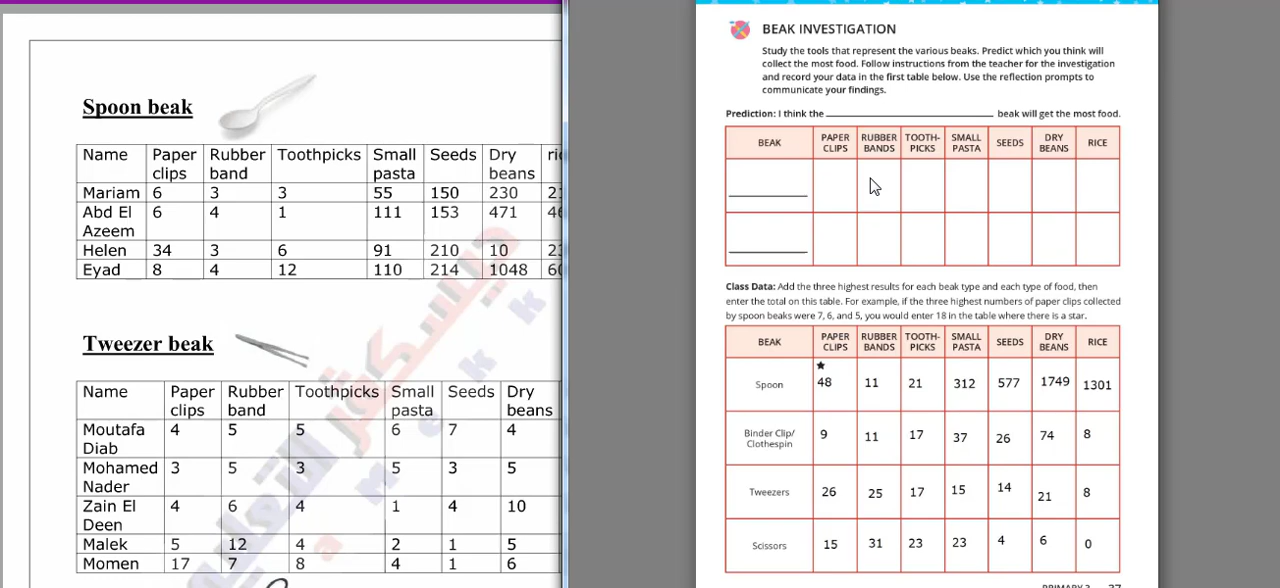 Spoon beak
Name Paper clips Rubber band Toothpicks Small pasta Seeds Dry beans
Mariam 6 3 3 55 150 230
Abd El Azeem 6 4 1 111 153 471
Helen 34 3 6 91 210 10
Eyad 8 4 12 110 214 1048
Tweezer beak
Name Paper clips Rubber band Toothpicks Small pasta Seeds Dry beans
Moutafa Diab 4 5 5 6 7 4
Mohamed Nader 3 5 3 5 3 5
Zain El Deen 4 6 4 1 4 10
Malek 5 12 4 2 1 5
Momen 17 7 8 4 1 6
BEAK INVESTIGATION
Study the tools that represent the various beaks. Predict which you think will
collect the most food. Follow instructions from the teacher for the investigation
and record your data in the first table below. Use the reflection prompts to
communicate your findings.
Prediction: I think the beak will get the most food.
BEAK PAPER CLIPS RUBBER BANDS TOOTH-PICKS SMALL PASTA SEEDS DRY BEANS RICE
Class Data: Add the three highest results for each beak type and each type of food, then
enter the total on this table. For example, if the three highest numbers of paper clips collected
by spoon beaks were 7, 6, and 5, you would enter 18 in the table where there is a star.
BEAK PAPER CLIPS RUBBER BANDS TOOTH-PICKS SMALL PASTA SEEDS DRY BEANS RICE
Spoon 48 11 21 312 577 1749 1301
Binder Clip/ Clothespin 9 11 17 37 26 74 8
Tweezers 26 25 17 15 14 21 8
Scissors 15 31 23 23 4 6 0